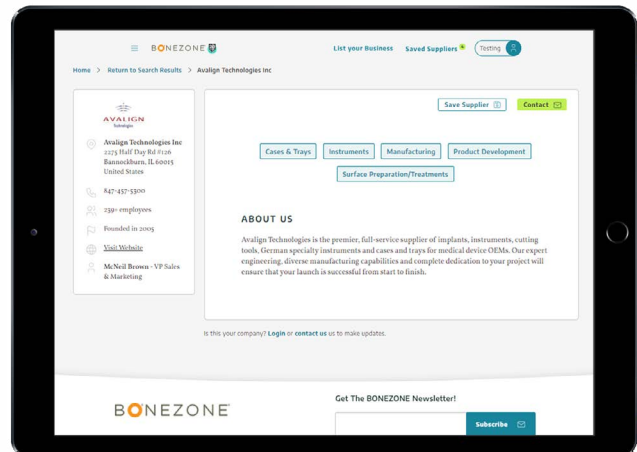 BONEZONE
List your Business
Saved Suppliers
Testing
Home > Return to Search Results > Avalign Technologies Inc
AVALIGN
Technologies
Save Supplier
Contact
Avalign Technologies Inc
2275 Half Day Rd #126
Bannockburn, IL 60015
United States
847-457-5300
259+ employees
Founded in 2005
Visit Website
McNeil Brown - VP Sales
& Marketing
Cases & Trays
Instruments
Manufacturing
Product Development
Surface Preparation/Treatments
ABOUT US
Avalign Technologies is the premier, full-service supplier of implants, instruments, cutting
tools, German specialty instruments and cases and trays for medical device OEMs. Our expert
engineering, diverse manufacturing capabilities and complete dedication to your project will
ensure that your launch is successful from start to finish.
Is this your company? Login or contact us us to make updates.
BONEZONE
Get The BONEZONE Newsletter!
Subscribe